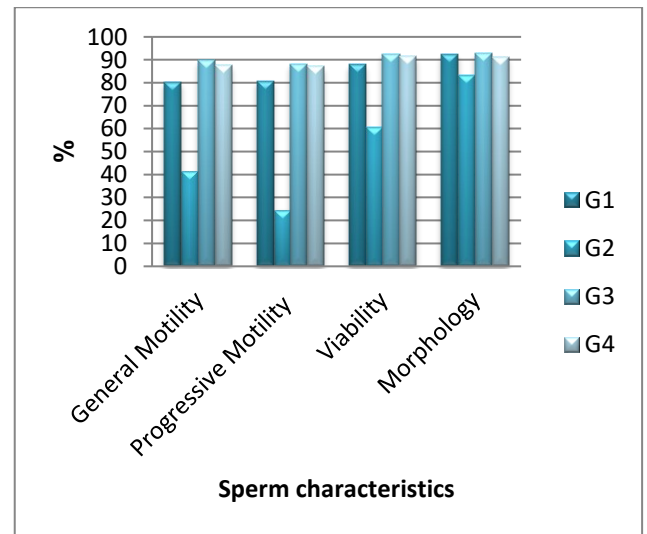 100
90
80
70
60
50
40
30
20
10
0
%
General Motility
Progressive Motility
Viability
Morphology
Sperm characteristics
G1
G2
G3
G4